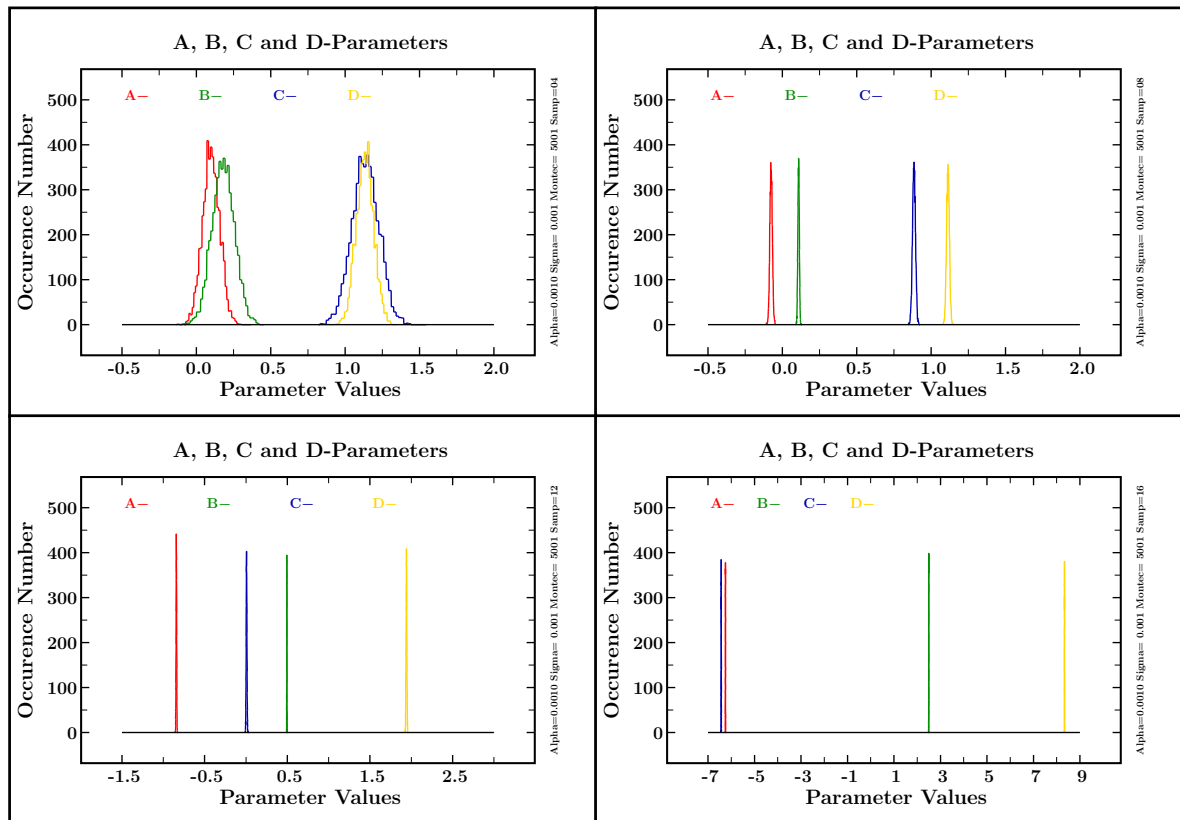 A, B, C and D-Parameters
A− B− C− D−
500
400
300
200
100
0
Occurence Number
-0.5 0.0 0.5 1.0 1.5 2.0
Parameter Values
Alpha=0.0010 Sigma= 0.001 Montec= 5001 Samp=04
A, B, C and D-Parameters
A− B− C− D−
500
400
300
200
100
0
Occurence Number
-0.5 0.0 0.5 1.0 1.5 2.0
Parameter Values
Alpha=0.0010 Sigma= 0.001 Montec= 5001 Samp=08
A, B, C and D-Parameters
A− B− C− D−
500
400
300
200
100
0
Occurence Number
-1.5 -0.5 0.5 1.5 2.5
Parameter Values
Alpha=0.0010 Sigma= 0.001 Montec= 5001 Samp=12
A, B, C and D-Parameters
A− B− C− D−
500
400
300
200
100
0
Occurence Number
-7 -5 -3 -1 1 3 5 7 9
Parameter Values
Alpha=0.0010 Sigma= 0.001 Montec= 5001 Samp=16